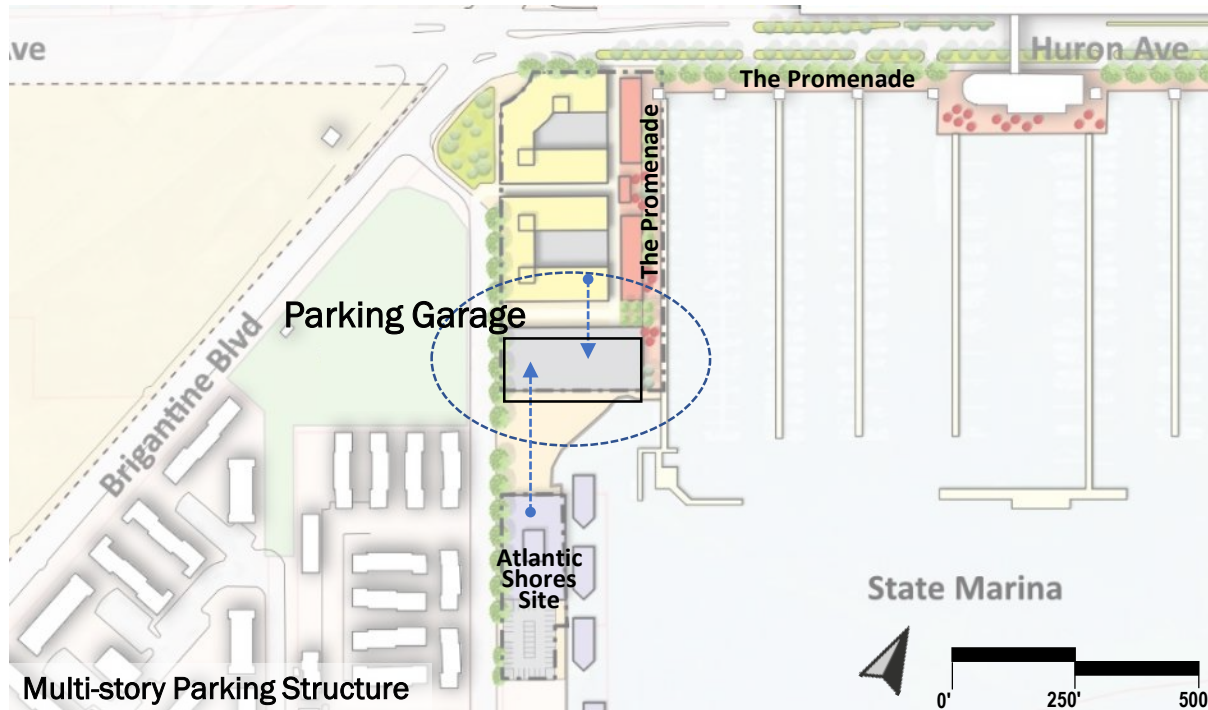 ve
Huron Ave
The Promenade
The Promenade
Parking Garage
Brigantine Blvd
Atlantic
Shores
Site
State Marina
0'
250'
500
Multi-story Parking Structure